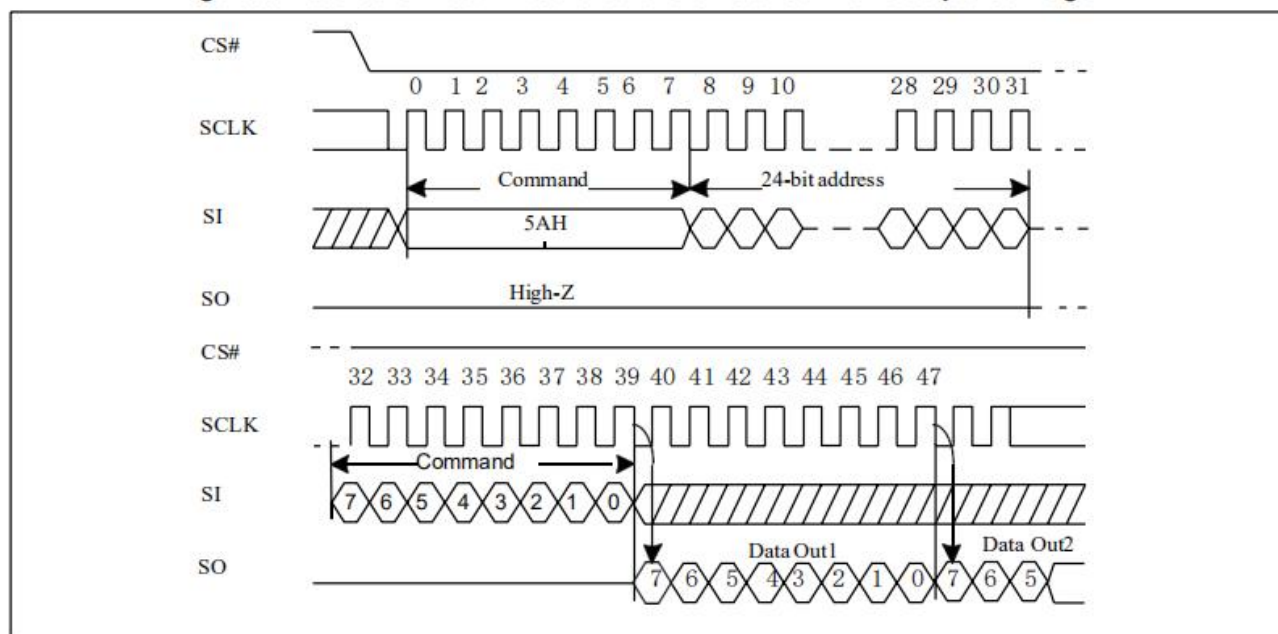 CS#
0 1 2 3 4 5 6 7 8 9 10 28 29 30 31
SCLK
Command 24-bit address
SI
5AH
SO
High-Z
CS#
32 33 34 35 36 37 38 39 40 41 42 43 44 45 46 47
SCLK
Command
SI
7 6 5 4 3 2 1 0
Data Out1 Data Out2
SO
7 6 5 4 3 2 1 0 7 6 5